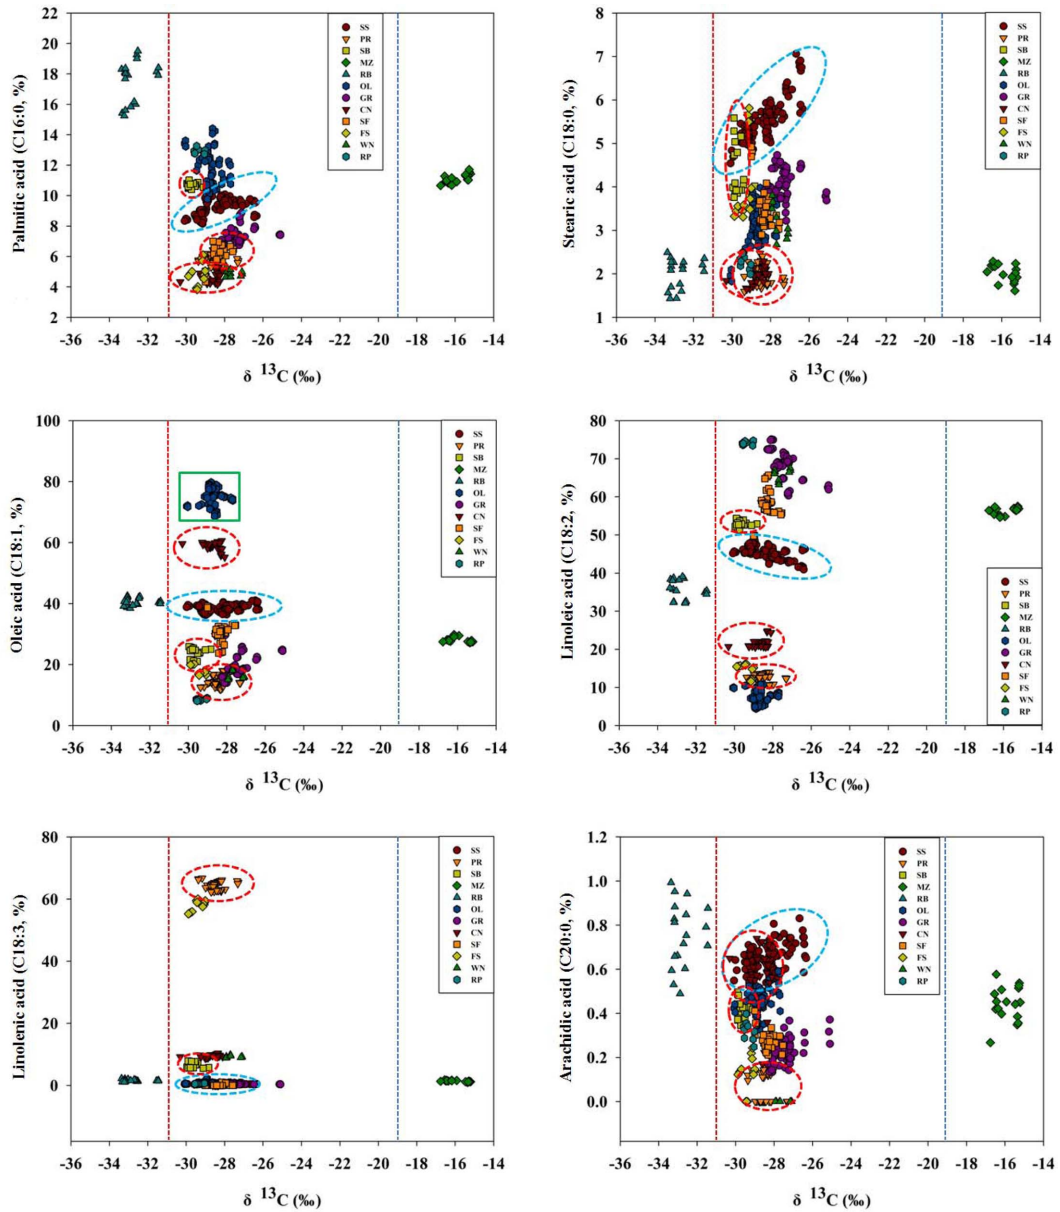 Palmitic acid (C16:0, %)
22
20
18
16
14
12
10
8
6
4
2
SS
PR
SB
MZ
RB
OL
GR
CN
SF
FS
WN
RP
-36 -34 -32 -30 -28 -26 -24 -22 -20 -18 -16 -14
δ 13C (‰)
Stearic acid (C18:0, %)
8
7
6
5
4
3
2
1
SS
PR
SB
MZ
RB
OL
GR
CN
SF
FS
WN
RP
-36 -34 -32 -30 -28 -26 -24 -22 -20 -18 -16 -14
δ 13C (‰)
Oleic acid (C18:1, %)
100
80
60
40
20
0
SS
PR
SB
MZ
RB
OL
GR
CN
SF
FS
WN
RP
-36 -34 -32 -30 -28 -26 -24 -22 -20 -18 -16 -14
δ 13C (‰)
Linoleic acid (C18:2, %)
80
70
60
50
40
30
20
10
0
SS
PR
SB
MZ
RB
OL
GR
CN
SF
FS
WN
RP
-36 -34 -32 -30 -28 -26 -24 -22 -20 -18 -16 -14
δ 13C (‰)
Linolenic acid (C18:3, %)
80
60
40
20
0
SS
PR
SB
MZ
RB
OL
GR
CN
SF
FS
WN
RP
-36 -34 -32 -30 -28 -26 -24 -22 -20 -18 -16 -14
δ 13C (‰)
Arachidic acid (C20:0, %)
1.2
1.0
0.8
0.6
0.4
0.2
0.0
SS
PR
SB
MZ
RB
OL
GR
CN
SF
FS
WN
RP
-36 -34 -32 -30 -28 -26 -24 -22 -20 -18 -16 -14
δ 13C (‰)